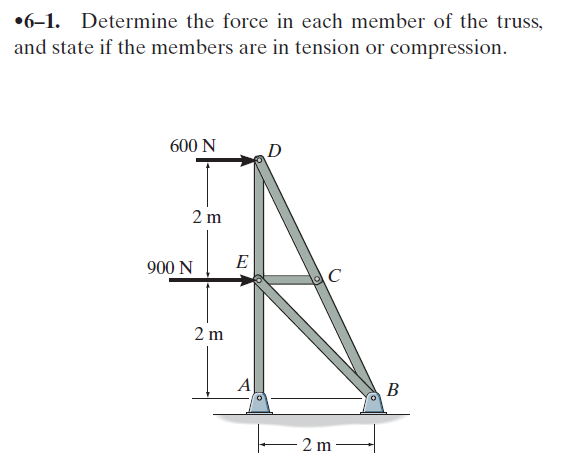 •6–1. Determine the force in each member of the truss,
and state if the members are in tension or compression.
600 N
D
2 m
900 N
E
C
2 m
A
B
2 m